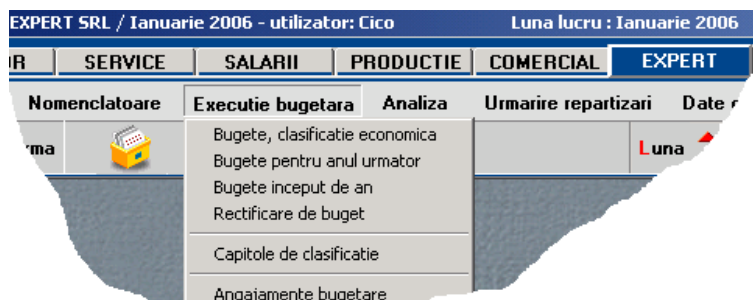 EXPERT SRL / Ianuarie 2006 - utilizator: Cico Luna lucru : Ianuarie 2006
OR SERVICE SALARII PRODUCTIE COMERCIAL EXPERT
Nomenclatoare Executie bugetara Analiza Urmarire repartizari Date
Luna
Bugete, clasificatie economica
Bugete pentru anul urmator
Bugete inceput de an
Rectificare de buget
Capitole de clasificatie
Angajamente bugetare